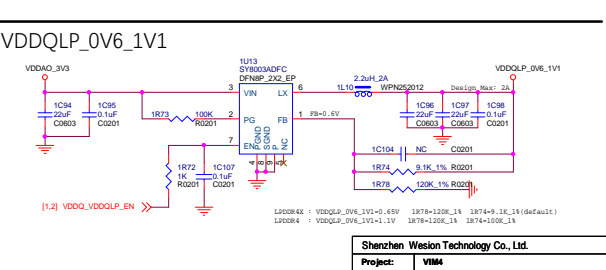 VDDQLP_0V6_1V1
VDDAO_3V3
1U13
SY8003ADFC
DFN8P_2X2_EP
2.2uH_2A
VDDQLP_0V6_1V1
3 VIN LX 6
1L10 WPN252012 Design_Max: 2A
1C94
22uF
C0603
1C95
0.1uF
C0201
1R73 100K
R0201
2 PG FB 1 FB=0.6V
7 EN
PGND
SGND
P
NC
4 8 9 5
1C96
22uF
C0603
1C97
22uF
C0603
1C98
0.1uF
C0201
1R72
1K
R0201
1C107
0.1uF
C0201
1C104 NC C0201
1R74 9.1K_1% R0201
1R78 120K_1% R0201
[1,2] VDDQ_VDDQLP_EN
LPDDR4X : VDDQLP_0V6_1V1=0.65V 1R78=120K_1% 1R74=9.1K_1%(default)
LPDDR4 : VDDQLP_0V6_1V1=1.1V 1R78=120K_1% 1R74=100K_1%
Shenzhen Wesion Technology Co., Ltd.
Project: VIM4